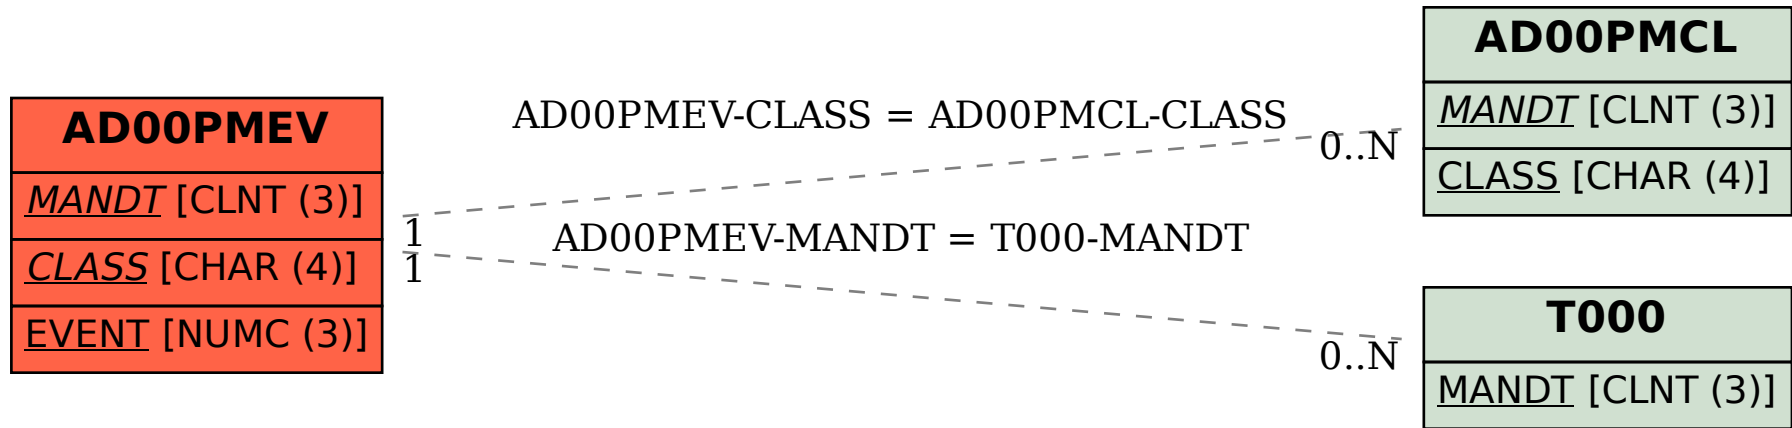 AD00PMEV
MANDT [CLNT (3)]
CLASS [CHAR (4)]
EVENT [NUMC (3)]
AD00PMEV-CLASS = AD00PMCL-CLASS
1
0..N
AD00PMEV-MANDT = T000-MANDT
1
0..N
AD00PMCL
MANDT [CLNT (3)]
CLASS [CHAR (4)]
T000
MANDT [CLNT (3)]